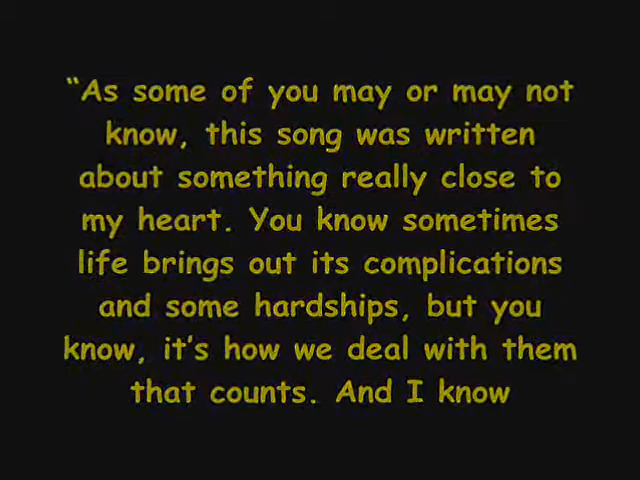 “As some of you may or may not
know, this song was written
about something really close to
my heart. You know sometimes
life brings out its complications
and some hardships, but you
know, it’s how we deal with them
that counts. And I know